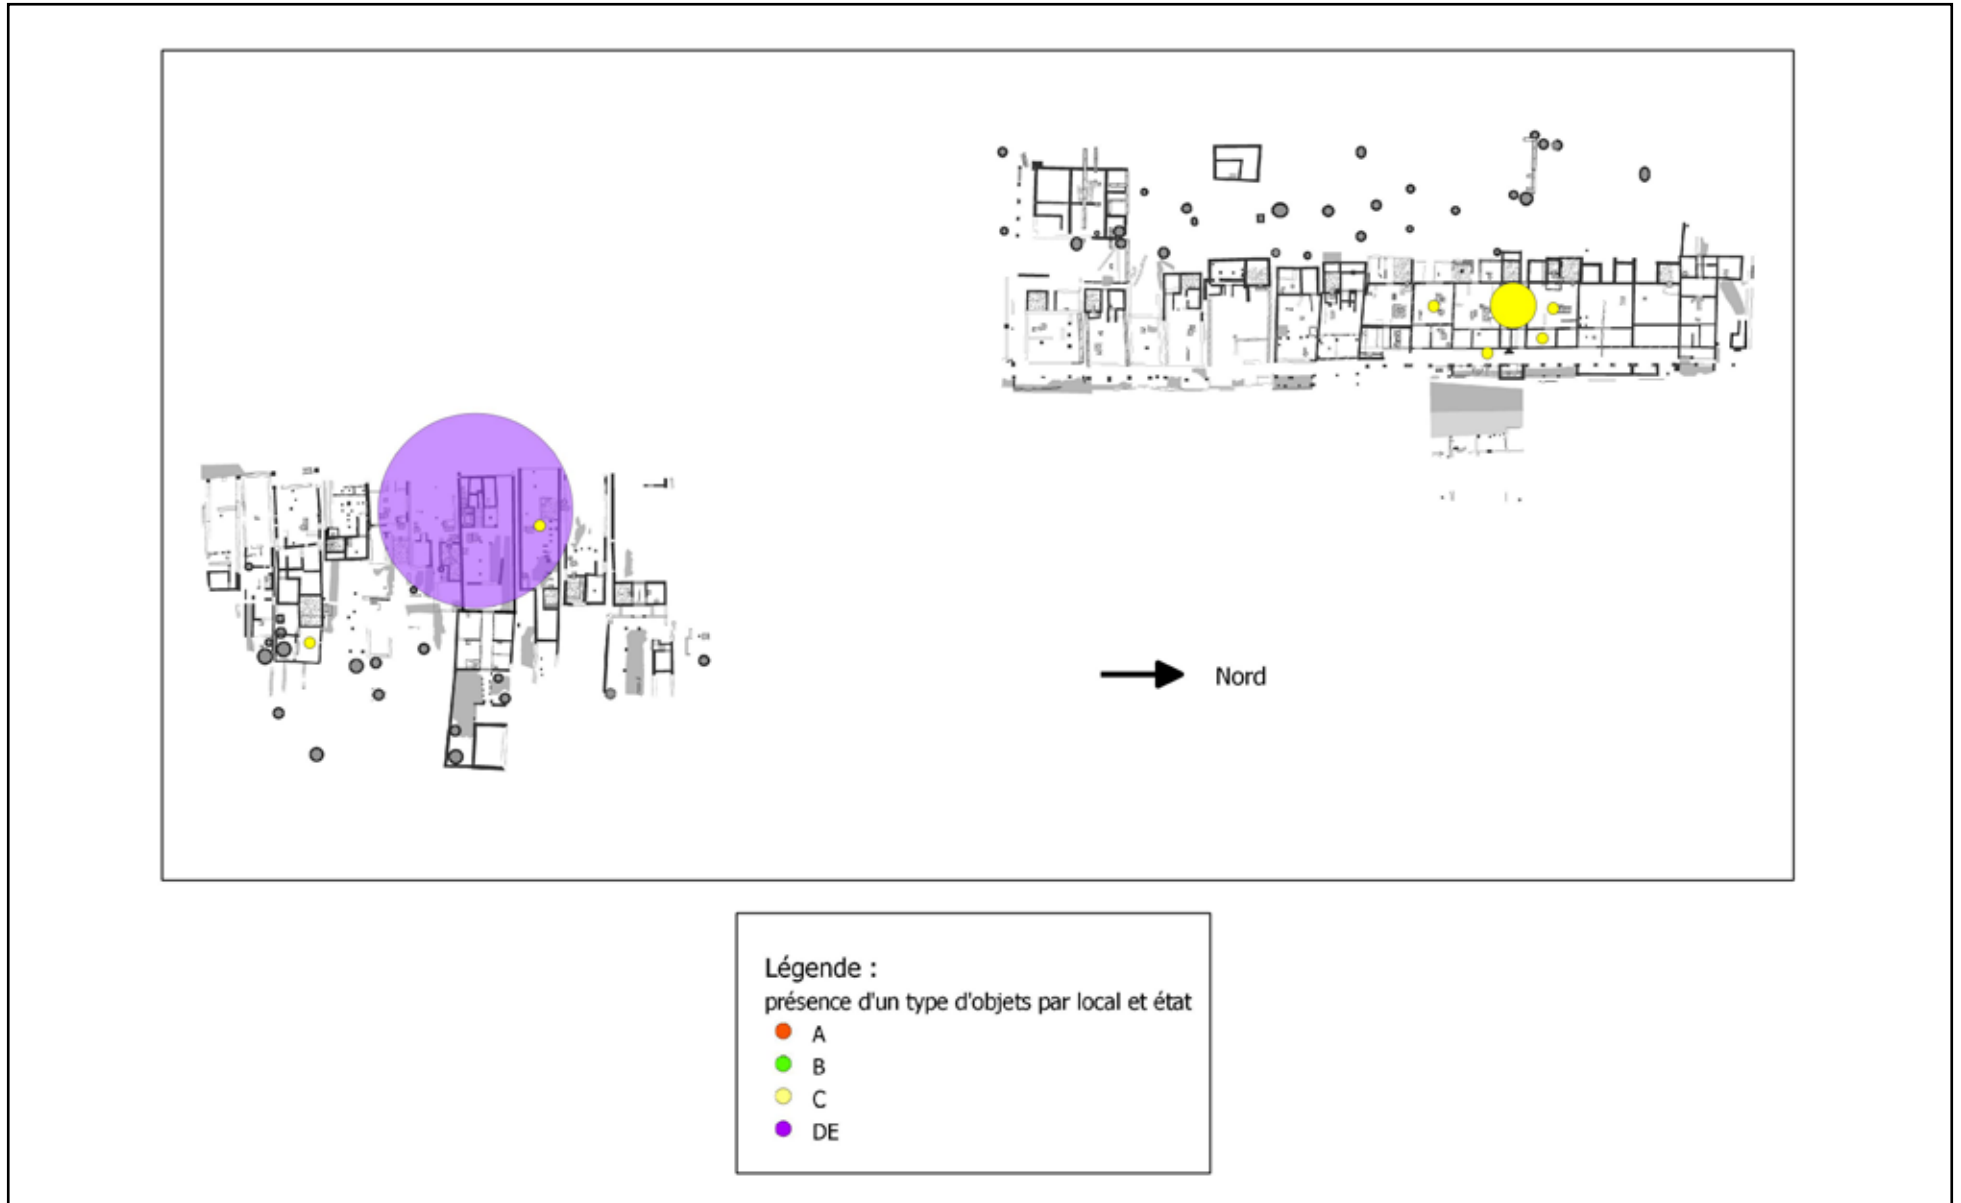 Nord
Légende :
présence d'un type d'objets par local et état
A
B
C
DE